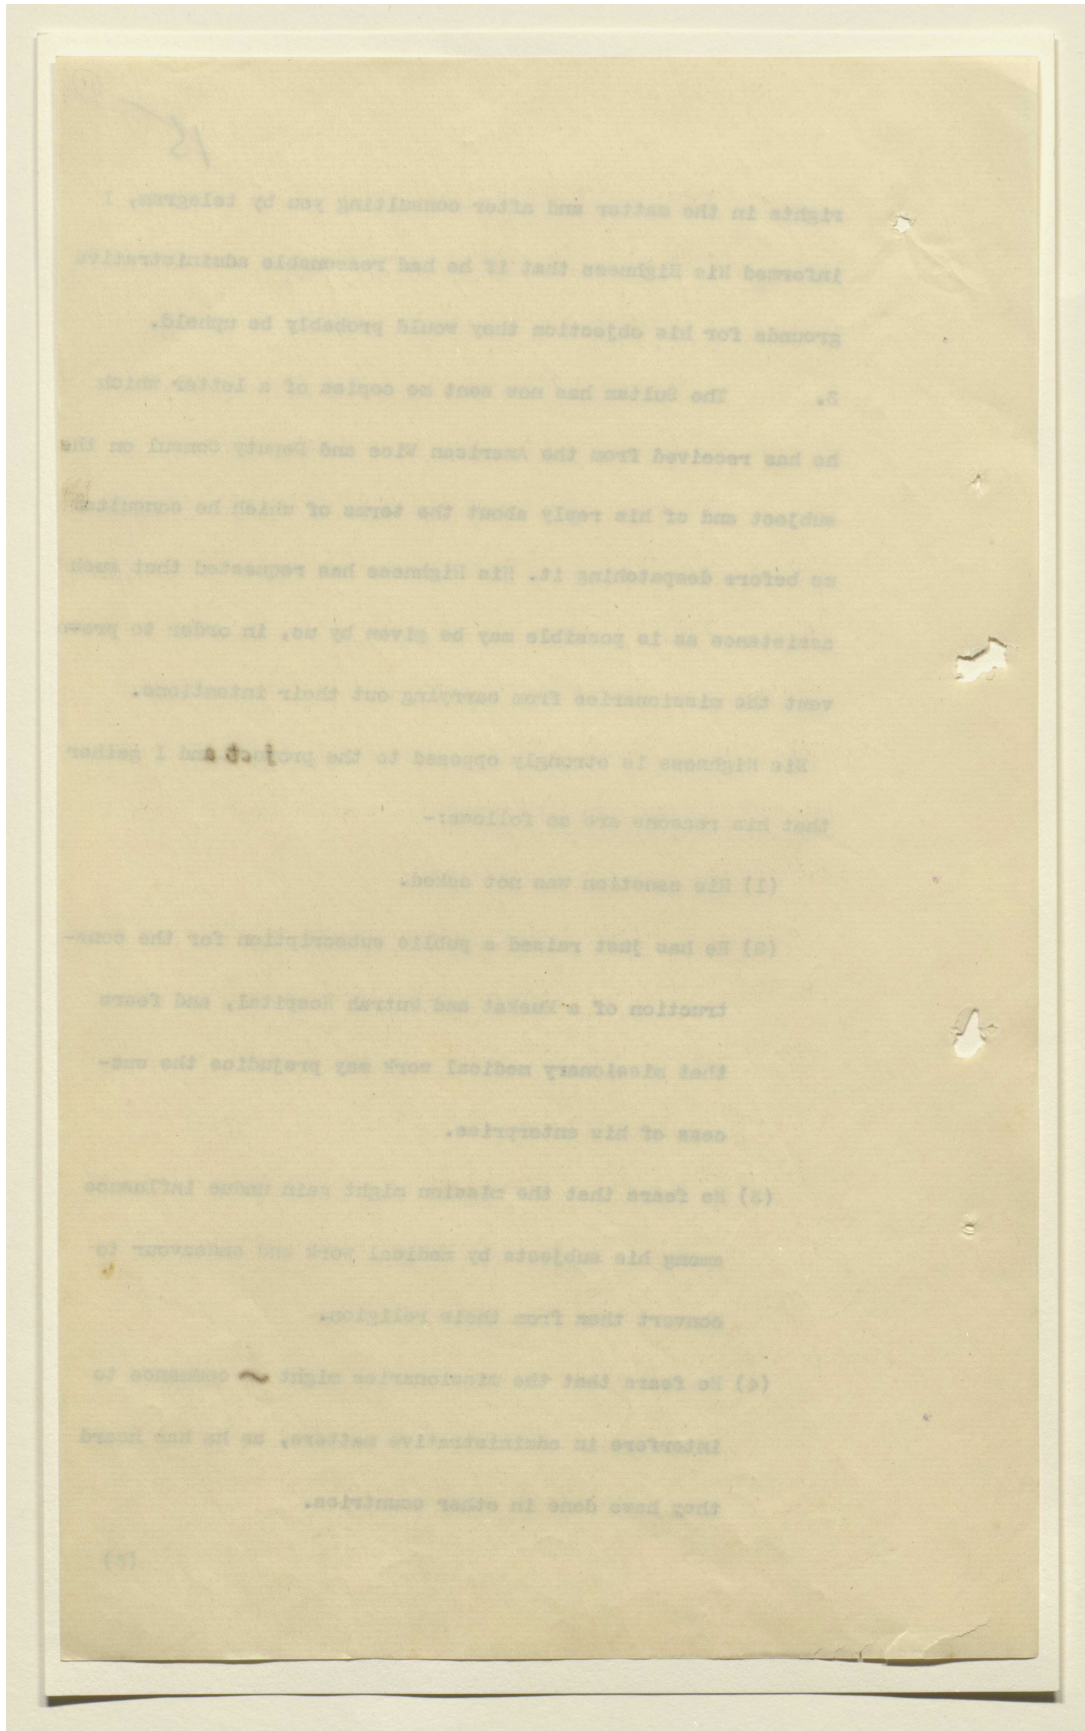 15
rights in the matter and after consulting you by telegram, I
informed His Highness that if he had reasonable administrative
grounds for his objection they would probably be upheld.
2. The Sultan has now sent me copies of a letter which
he has received from the American Vice and Deputy Consul on the
subject and of his reply about the terms of which he consulted
me before despatching it. His Highness has requested that such
assistance as is possible may be given by us, in order to prev-
vent the missionaries from carrying out their intentions.
His Highness is strongly opposed to the project and I gather
that his reasons are as follows:-
(1) His sanction was not asked.
(2) He has just raised a public subscription for the cons-
truction of a Muskat and Mutrah Hospital, and fears
that missionary medical work may prejudice the suc-
cess of his enterprise.
(3) He fears that the mission might gain undue influence
among his subjects by medical work and endeavour to
convert them from their religion.
(4) He fears that the missionaries might commence to
interfere in administrative matters, as he has heard
they have done in other countries.
(5)